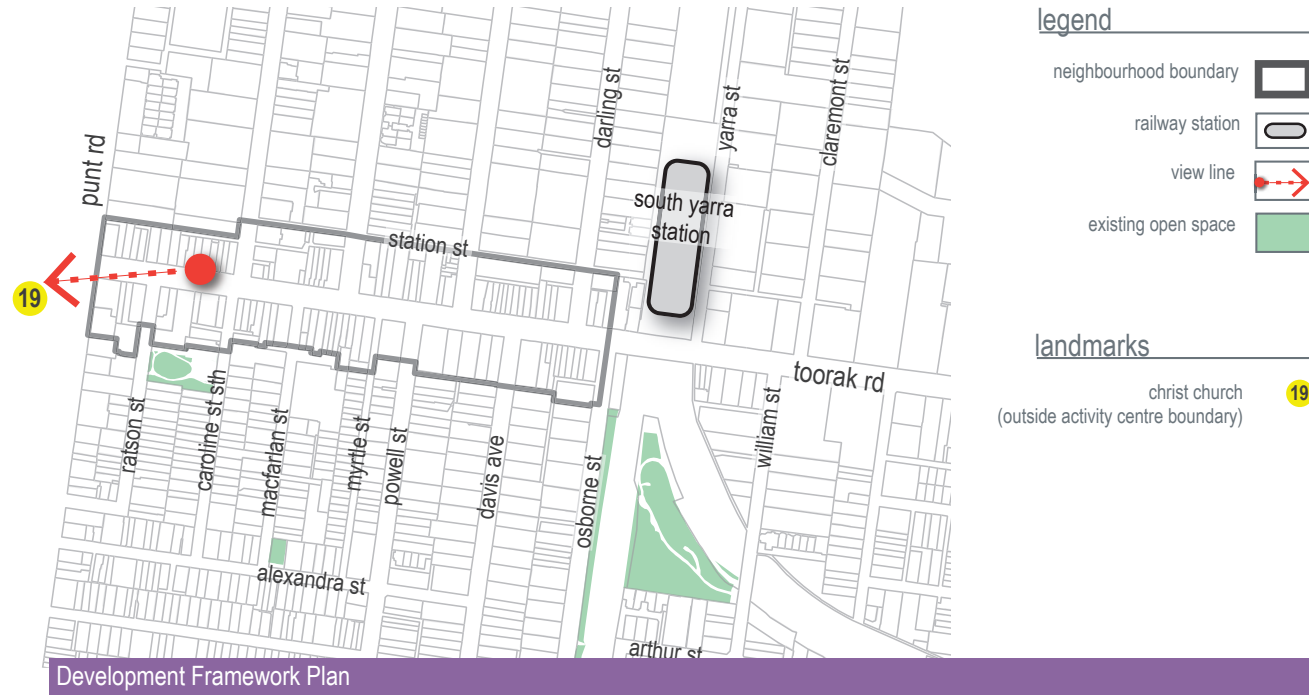 legend
neighbourhood boundary
railway station
view line
existing open space
landmarks
christ church
(outside activity centre boundary)
19
punt rd
darling st
yarra st
claremont st
south yarra
station
station st
19
toorak rd
ratson st
caroline st sth
macfarlan st
myrtle st
powell st
davis ave
osborne st
william st
alexandra st
arthur st
Development Framework Plan